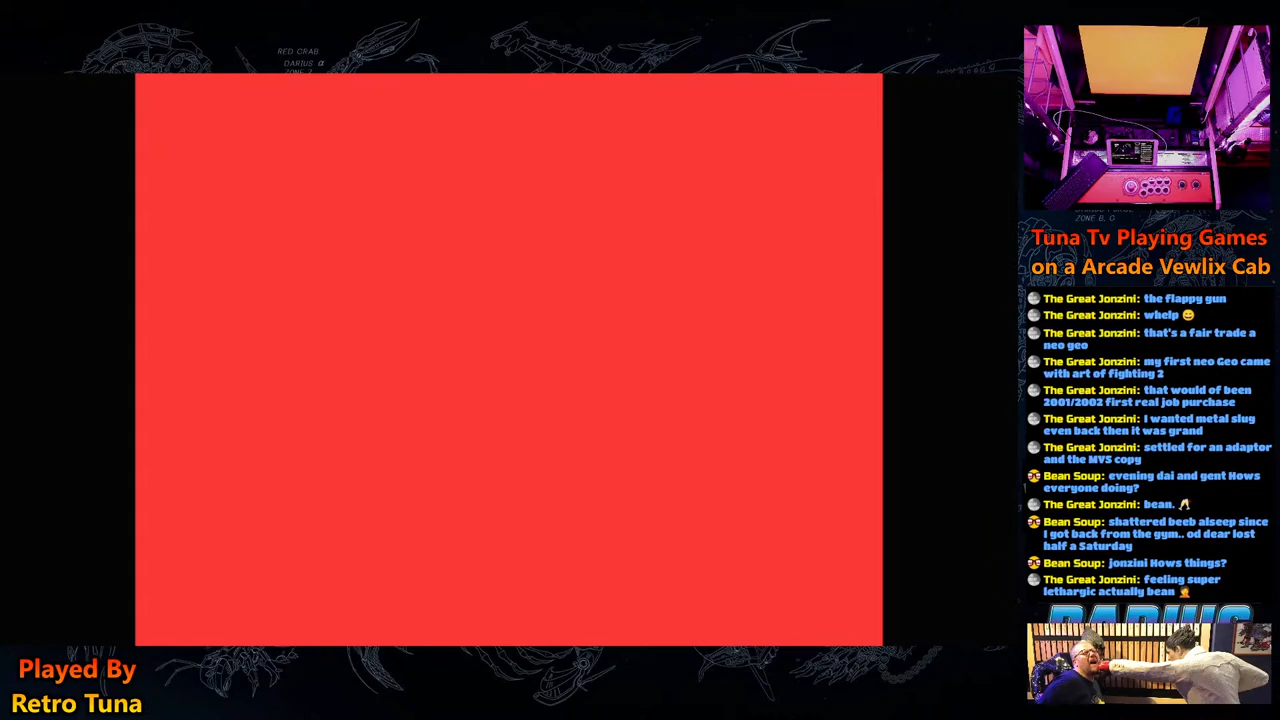 RED CRAB
DARIUS α
ZONE Z
ZONE B, G
Tuna Tv Playing Games
on a Arcade Vewlix Cab
The Great Jonzini: the flappy gun
The Great Jonzini: whelp 😄
The Great Jonzini: that's a fair trade a
neo geo
The Great Jonzini: my first neo Geo came
with art of fighting 2
The Great Jonzini: that would of been
2001/2002 first real job purchase
The Great Jonzini: I wanted metal slug
even back then it was grand
The Great Jonzini: settled for an adaptor
and the MVS copy
Bean Soup: evening dai and gent Hows
everyone doing?
The Great Jonzini: bean. 🥂
Bean Soup: shattered beeb alseep since
I got back from the gym.. od dear lost
half a Saturday
Bean Soup: jonzini Hows things?
The Great Jonzini: feeling super
lethargic actually bean 🤦
DARIUS
Played By
Retro Tuna